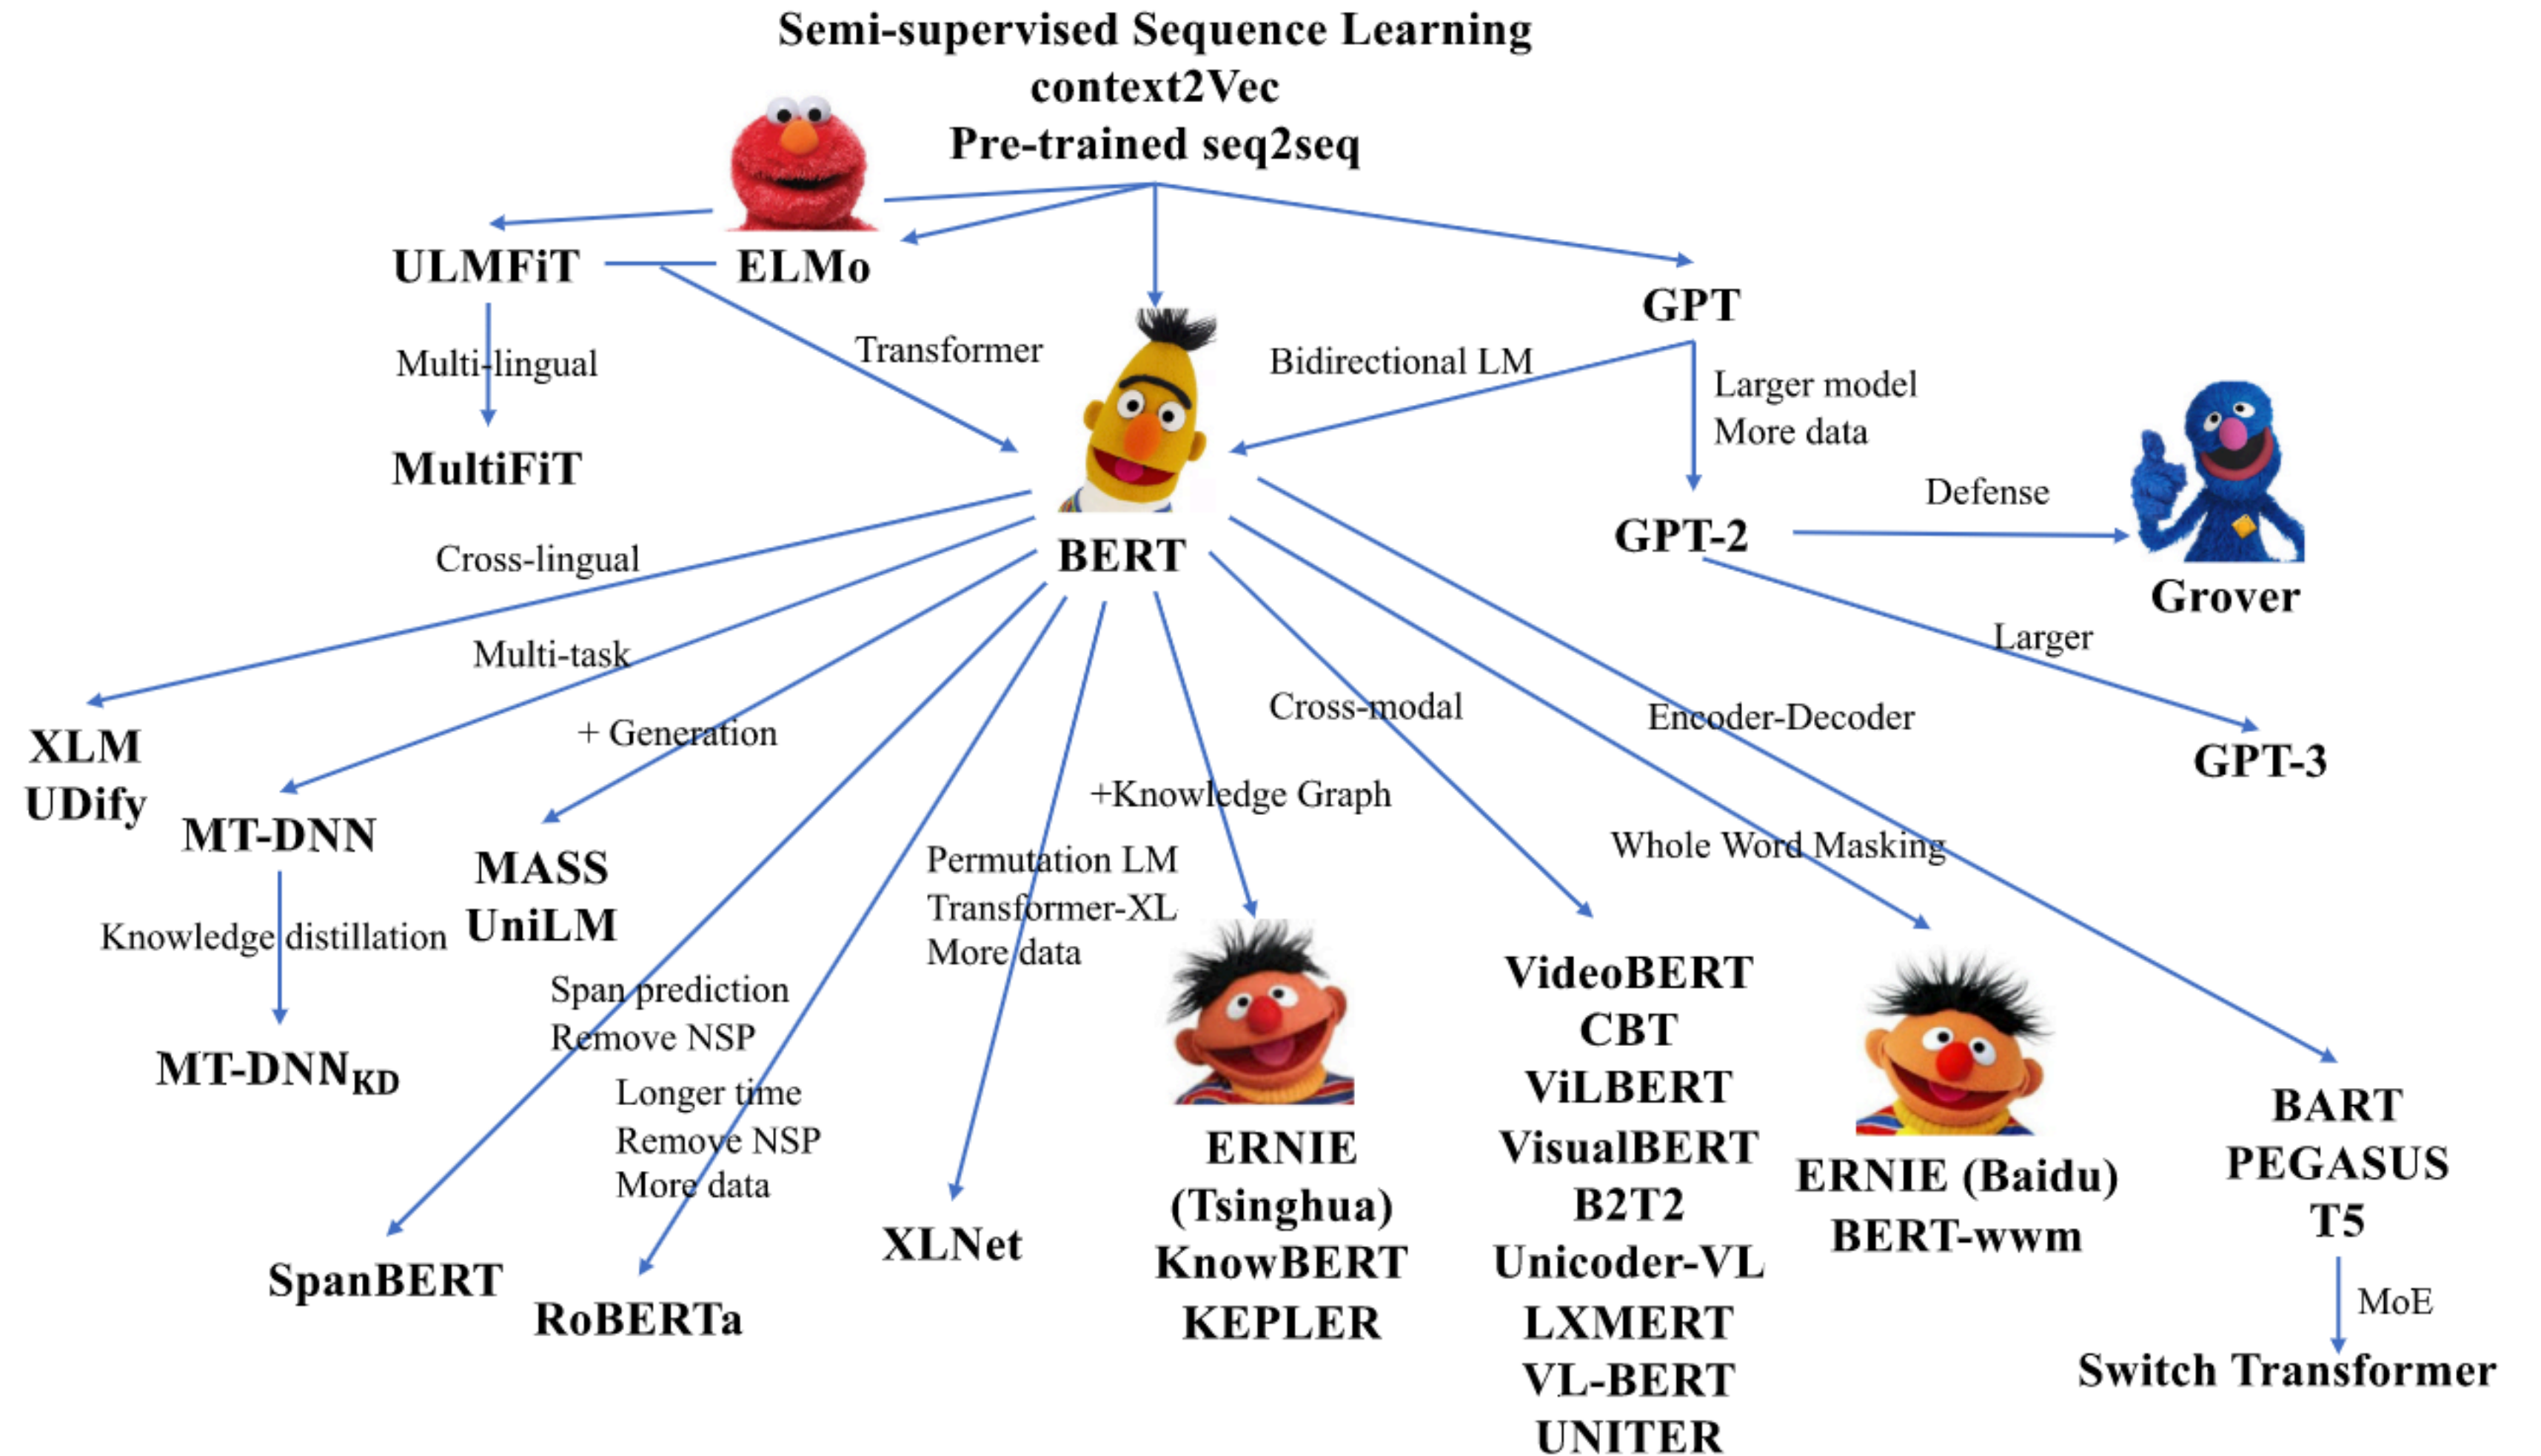 Semi-supervised Sequence Learning
context2Vec
Pre-trained seq2seq
ULMFiT
ELMo
GPT
Multi-lingual
Transformer
Bidirectional LM
Larger model
More data
MultiFiT
Defense
BERT
GPT-2
Grover
Cross-lingual
Larger
Multi-task
Cross-modal
Encoder-Decoder
+ Generation
XLM
UDify
GPT-3
+Knowledge Graph
MT-DNN
Whole Word Masking
MASS
UniLM
Permutation LM
Transformer-XL
More data
Knowledge distillation
Span prediction
Remove NSP
MT-DNN_KD
Longer time
Remove NSP
More data
SpanBERT
RoBERTa
XLNet
ERNIE
(Tsinghua)
KnowBERT
KEPLER
VideoBERT
CBT
ViLBERT
VisualBERT
B2T2
Unicoder-VL
LXMERT
VL-BERT
UNITER
ERNIE (Baidu)
BERT-wwm
BART
PEGASUS
T5
MoE
Switch Transformer